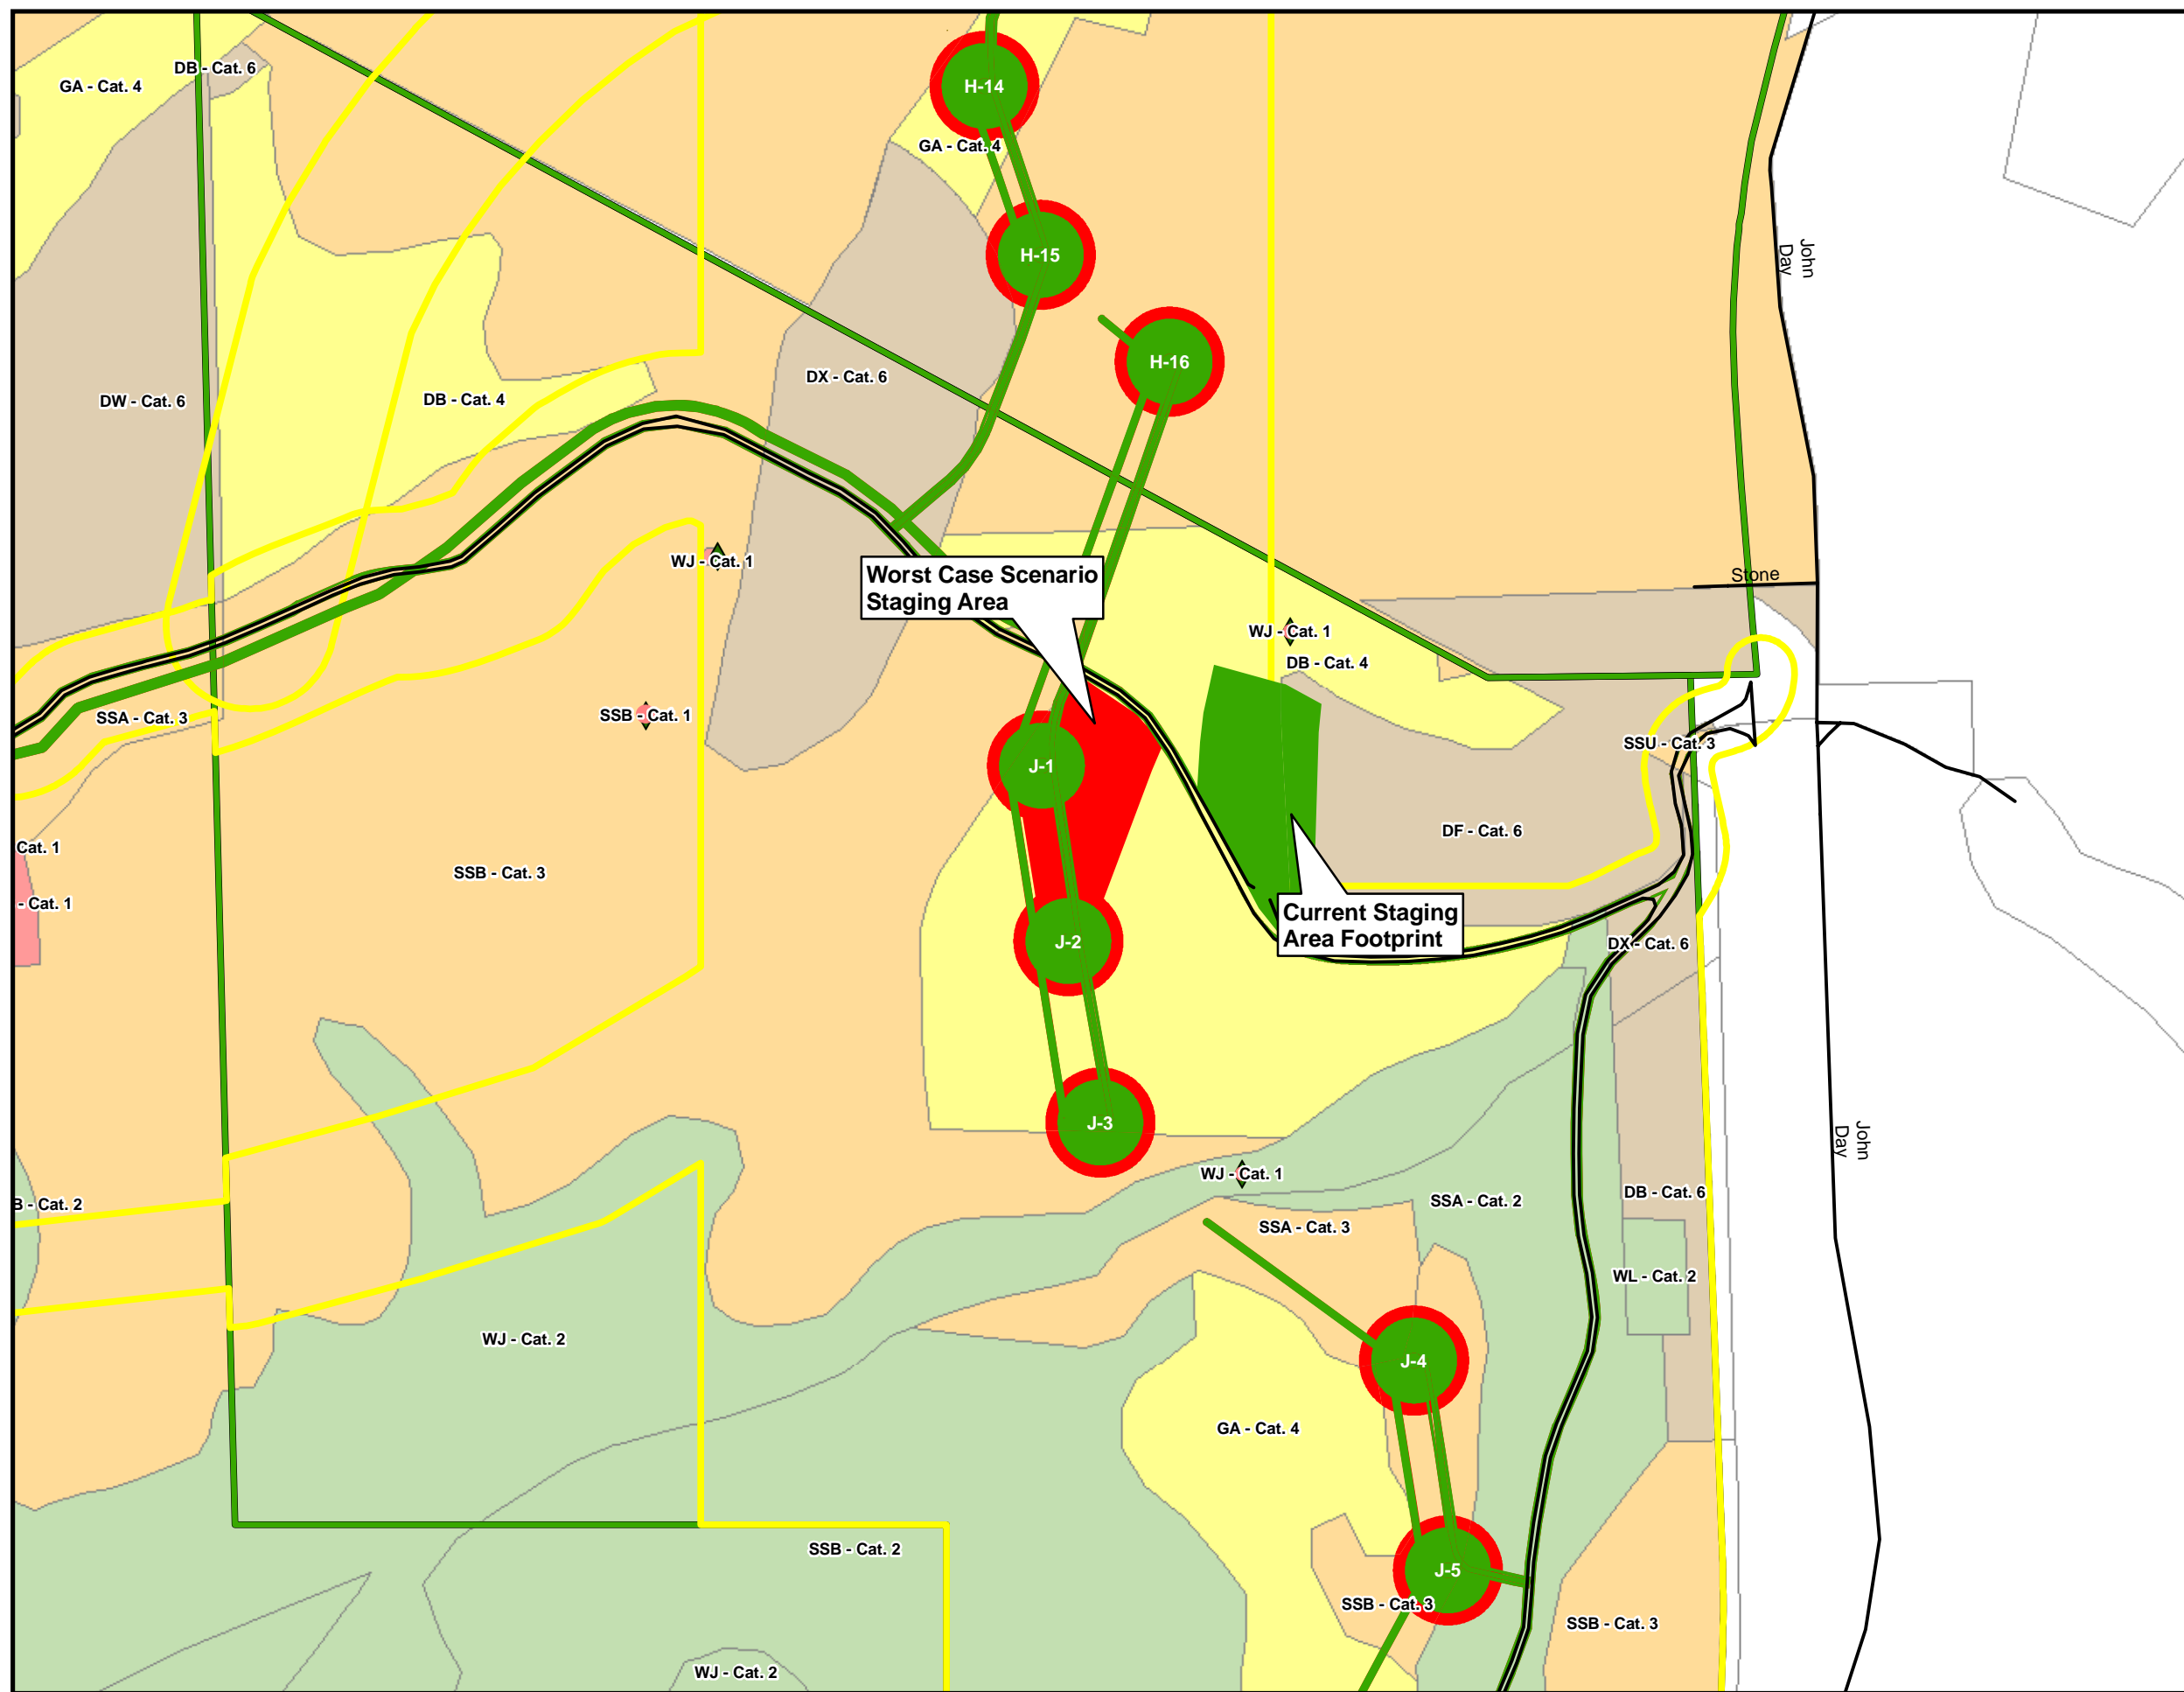 H-14
DB - Cat. 6
GA - Cat. 4
GA - Cat. 4
H-15
John
Day
H-16
DX - Cat. 6
DB - Cat. 4
DW - Cat. 6
WJ - Cat. 1
Worst Case Scenario
Staging Area
Stone
WJ - Cat. 1
DB - Cat. 4
SSB - Cat. 1
SSA - Cat. 3
SSU - Cat. 3
J-1
DF - Cat. 6
Cat. 1
SSB - Cat. 3
- Cat. 1
Current Staging
Area Footprint
J-2
DX - Cat. 6
J-3
John
Day
WJ - Cat. 1
DB - Cat. 6
SSA - Cat. 2
B - Cat. 2
SSA - Cat. 3
WL - Cat. 2
WJ - Cat. 2
J-4
GA - Cat. 4
SSB - Cat. 2
J-5
SSB - Cat. 3
SSB - Cat. 3
WJ - Cat. 2